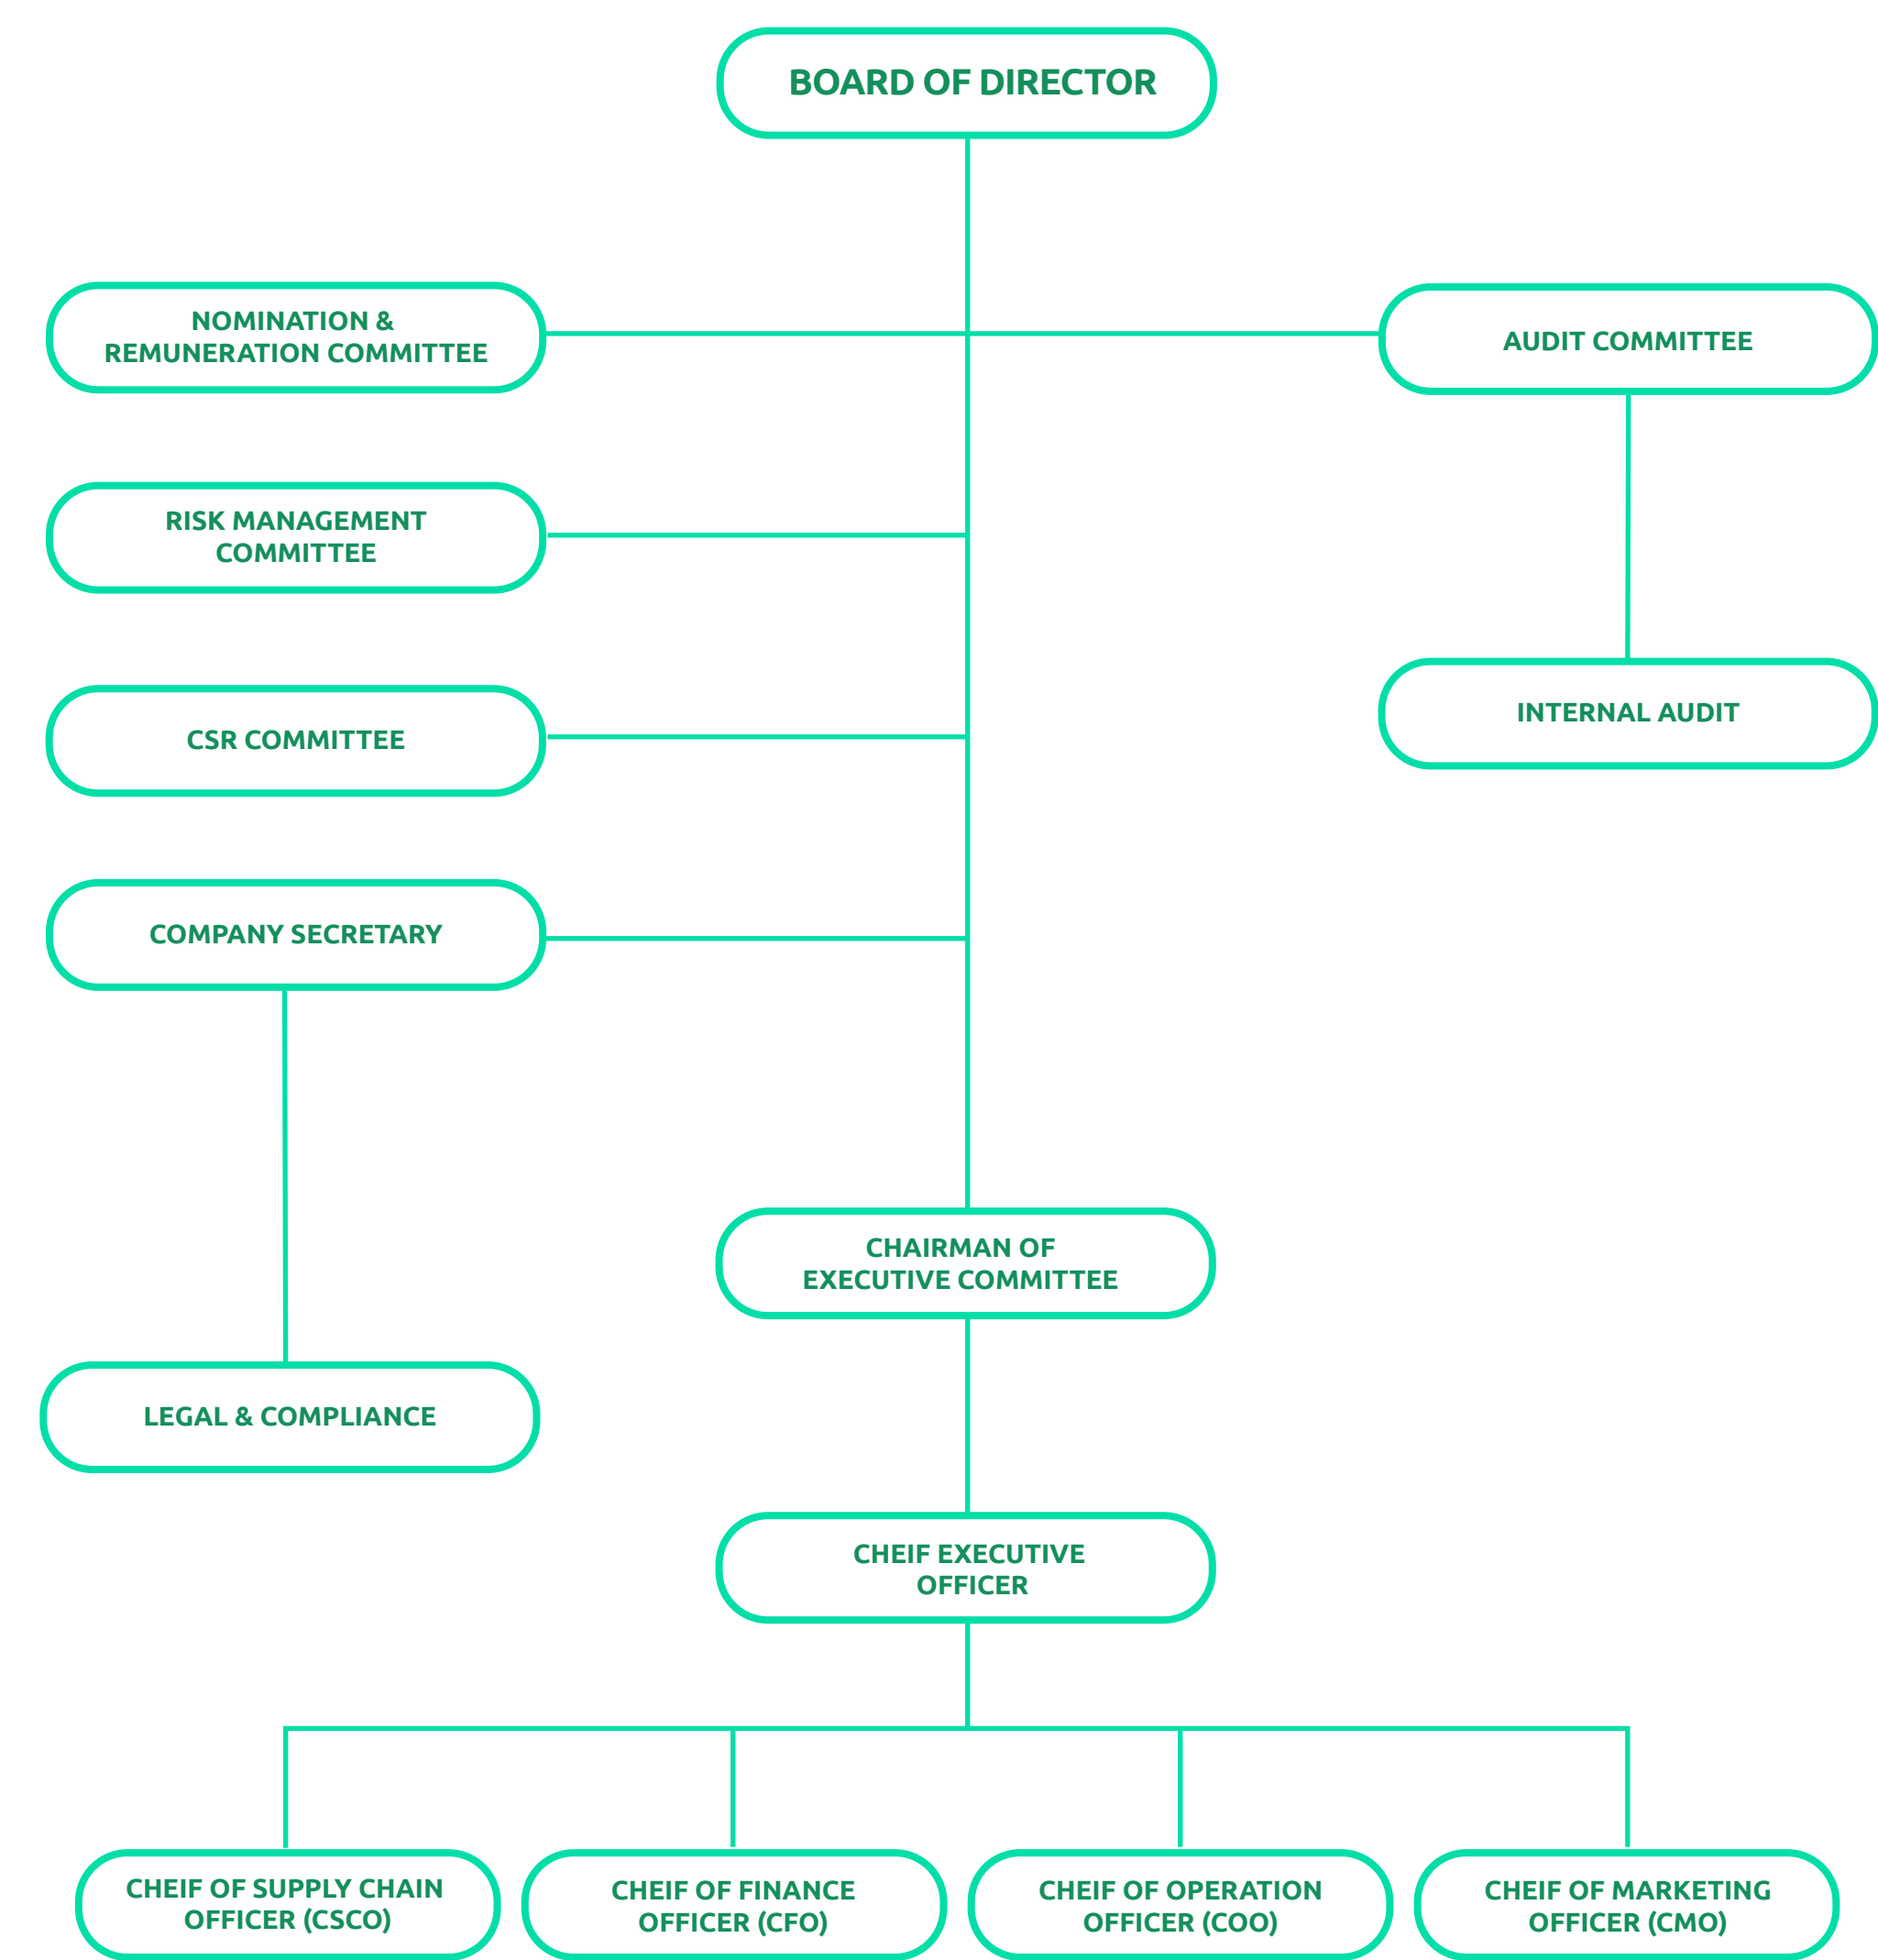 BOARD OF DIRECTOR
NOMINATION &
REMUNERATION COMMITTEE
AUDIT COMMITTEE
RISK MANAGEMENT
COMMITTEE
INTERNAL AUDIT
CSR COMMITTEE
COMPANY SECRETARY
CHAIRMAN OF
EXECUTIVE COMMITTEE
LEGAL & COMPLIANCE
CHEIF EXECUTIVE
OFFICER
CHEIF OF SUPPLY CHAIN
OFFICER (CSCO)
CHEIF OF FINANCE
OFFICER (CFO)
CHEIF OF OPERATION
OFFICER (COO)
CHEIF OF MARKETING
OFFICER (CMO)